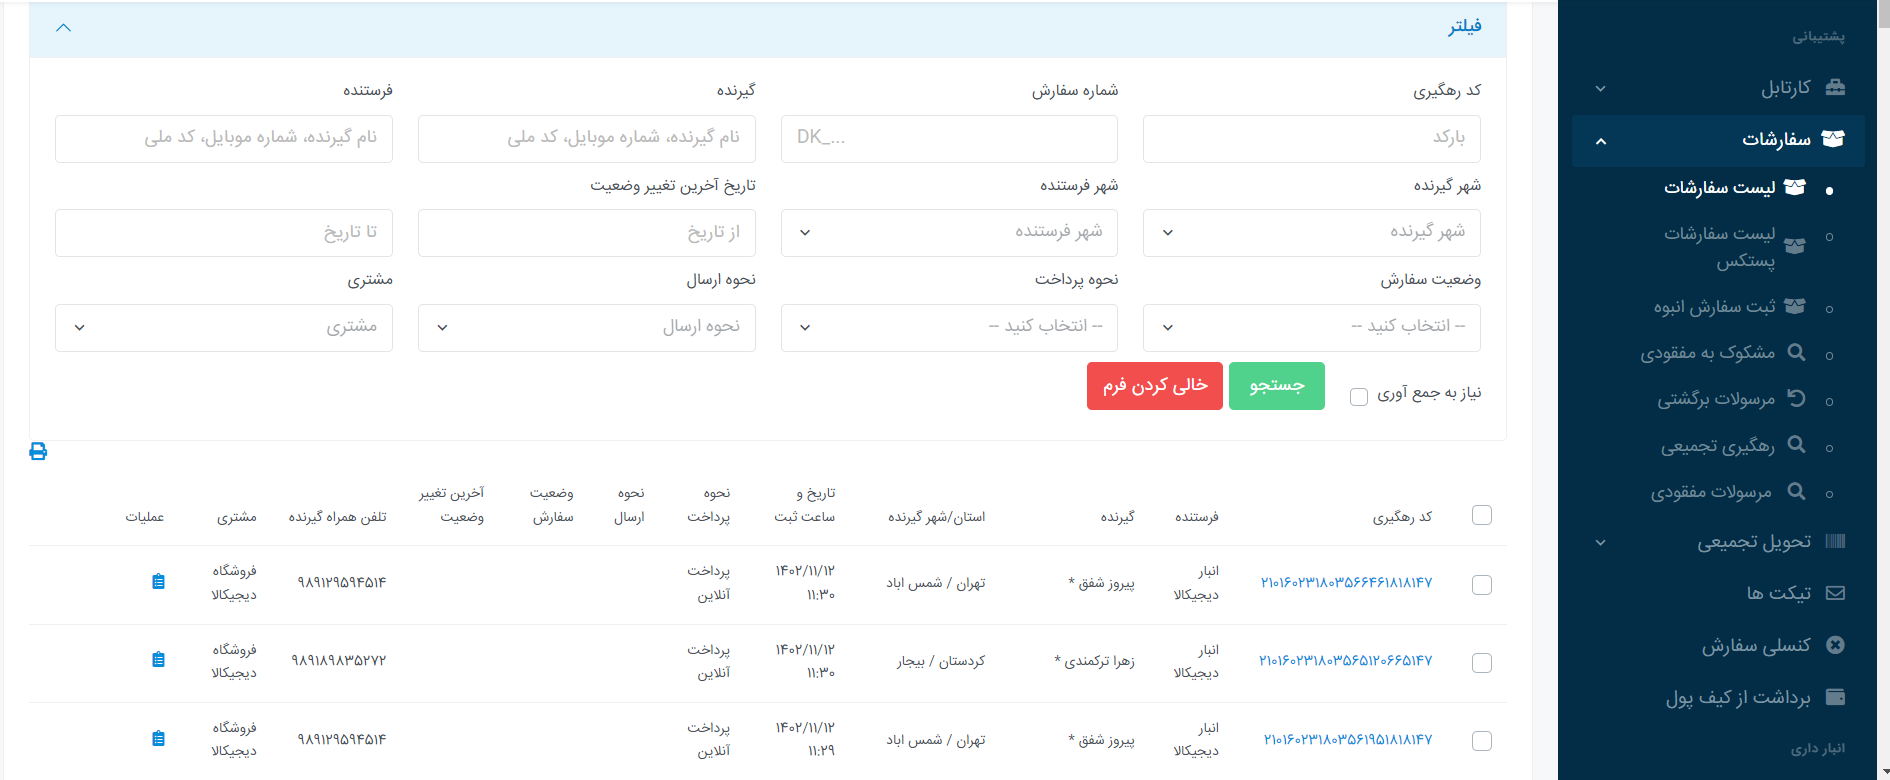 پشتیبانی
کارتابل
سفارشات
لیست سفارشات
لیست سفارشات
پستکس
ثبت سفارش انبوه
مشکوک به مفقودی
مرسولات برگشتی
رهگیری تجمیعی
مرسولات مفقودی
تحویل تجمیعی
تیکت ها
کنسلی سفارش
برداشت از کیف پول
انبار داری
فیلتر
کد رهگیری شماره سفارش گیرنده فرستنده
بارکد DK_... نام گیرنده، شماره موبایل، کد ملی نام گیرنده، شماره موبایل، کد ملی
شهر گیرنده شهر فرستنده تاریخ آخرین تغییر وضعیت
شهر گیرنده شهر فرستنده از تاریخ تا تاریخ
وضعیت سفارش نحوه پرداخت نحوه ارسال مشتری
-- انتخاب کنید -- -- انتخاب کنید -- نحوه ارسال مشتری
نیاز به جمع آوری جستجو خالی کردن فرم
کد رهگیری فرستنده گیرنده استان/شهر گیرنده تاریخ و ساعت ثبت نحوه پرداخت نحوه ارسال وضعیت سفارش آخرین تغییر وضعیت تلفن همراه گیرنده مشتری عملیات
۲۱۰۱۶۰۲۳۱۸۰۳۵۶۶۴۶۱۸۱۸۱۴۷ انبار دیجیکالا پیروز شفق * تهران / شمس اباد ۱۴۰۲/۱۱/۱۲ ۱۱:۳۰ پرداخت آنلاین ۹۸۹۱۲۹۵۹۴۵۱۴ فروشگاه دیجیکالا
۲۱۰۱۶۰۲۳۱۸۰۳۵۶۵۱۲۰۶۶۵۱۴۷ انبار دیجیکالا زهرا ترکمندی * کردستان / بیجار ۱۴۰۲/۱۱/۱۲ ۱۱:۳۰ پرداخت آنلاین ۹۸۹۱۸۹۸۳۵۲۷۲ فروشگاه دیجیکالا
۲۱۰۱۶۰۲۳۱۸۰۳۵۶۱۹۵۱۸۱۸۱۴۷ انبار دیجیکالا پیروز شفق * تهران / شمس اباد ۱۴۰۲/۱۱/۱۲ ۱۱:۲۹ پرداخت آنلاین ۹۸۹۱۲۹۵۹۴۵۱۴ فروشگاه دیجیکالا